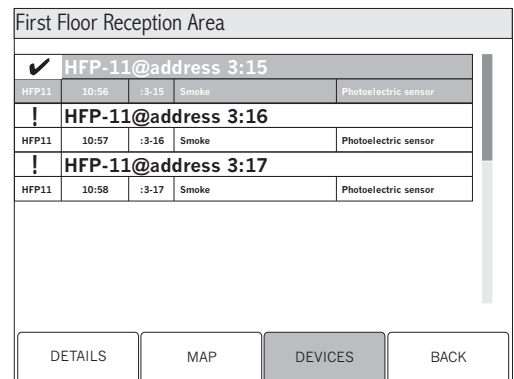 First Floor Reception Area
✔ HFP-11@address 3:15
HFP11 10:56 :3-15 Smoke Photoelectric sensor
! HFP-11@address 3:16
HFP11 10:57 :3-16 Smoke Photoelectric sensor
! HFP-11@address 3:17
HFP11 10:58 :3-17 Smoke Photoelectric sensor
DETAILS MAP DEVICES BACK